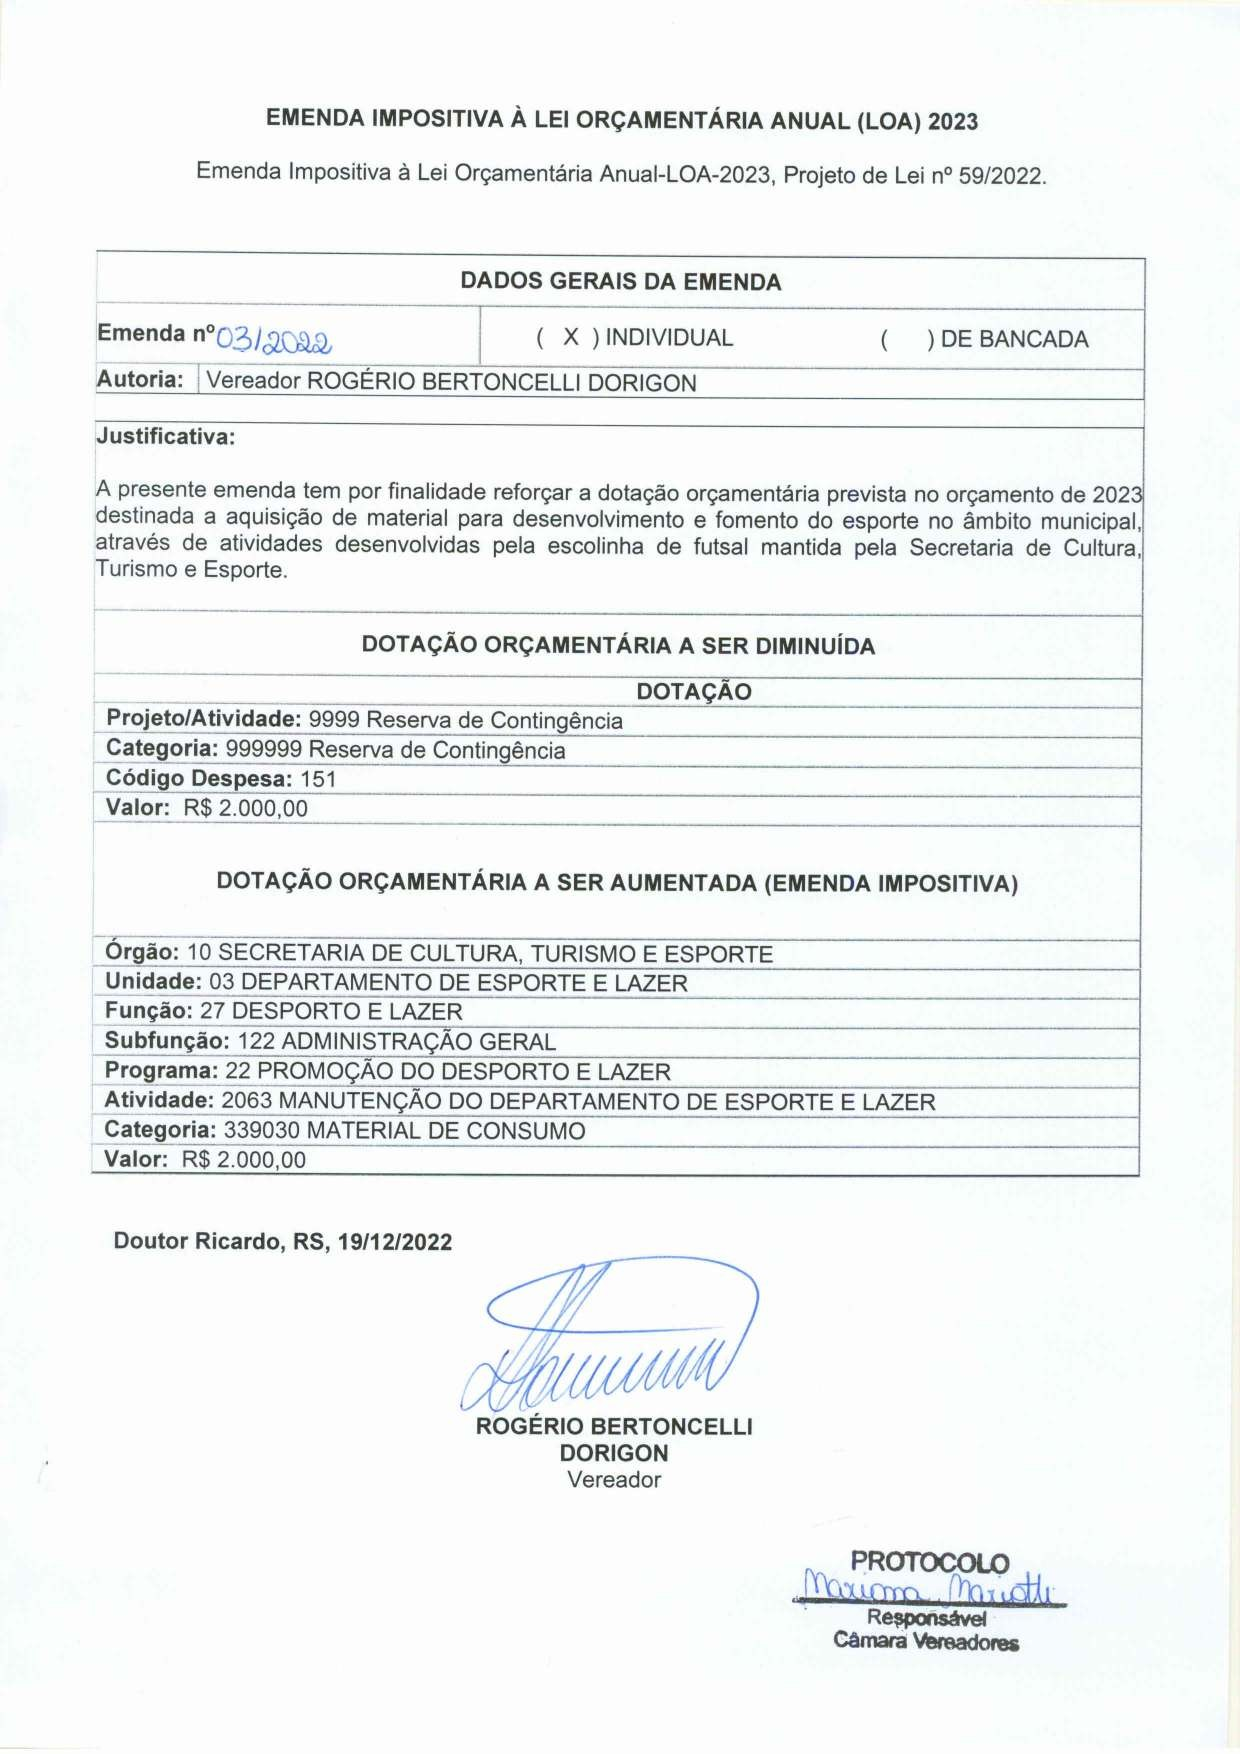 EMENDA IMPOSITIVA À LEI ORÇAMENTÁRIA ANUAL (LOA) 2023
Emenda Impositiva à Lei Orçamentária Anual-LOA-2023, Projeto de Lei nº 59/2022.
DADOS GERAIS DA EMENDA
Emenda nº 03/2022 ( X ) INDIVIDUAL ( ) DE BANCADA
Autoria: Vereador ROGÉRIO BERTONCELLI DORIGON
Justificativa:
A presente emenda tem por finalidade reforçar a dotação orçamentária prevista no orçamento de 2023
destinada a aquisição de material para desenvolvimento e fomento do esporte no âmbito municipal,
através de atividades desenvolvidas pela escolinha de futsal mantida pela Secretaria de Cultura,
Turismo e Esporte.
DOTAÇÃO ORÇAMENTÁRIA A SER DIMINUÍDA
DOTAÇÃO
Projeto/Atividade: 9999 Reserva de Contingência
Categoria: 999999 Reserva de Contingência
Código Despesa: 151
Valor: R$ 2.000,00
DOTAÇÃO ORÇAMENTÁRIA A SER AUMENTADA (EMENDA IMPOSITIVA)
Órgão: 10 SECRETARIA DE CULTURA, TURISMO E ESPORTE
Unidade: 03 DEPARTAMENTO DE ESPORTE E LAZER
Função: 27 DESPORTO E LAZER
Subfunção: 122 ADMINISTRAÇÃO GERAL
Programa: 22 PROMOÇÃO DO DESPORTO E LAZER
Atividade: 2063 MANUTENÇÃO DO DEPARTAMENTO DE ESPORTE E LAZER
Categoria: 339030 MATERIAL DE CONSUMO
Valor: R$ 2.000,00
Doutor Ricardo, RS, 19/12/2022
ROGÉRIO BERTONCELLI
DORIGON
Vereador
PROTOCOLO
Mariana Mariotti
Responsável
Câmara Vereadores